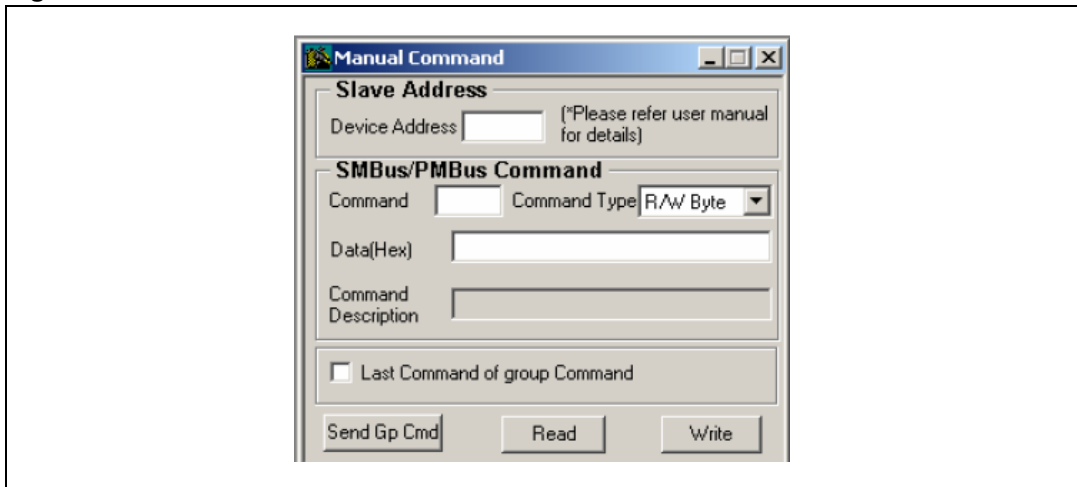 Manual Command
Slave Address
Device Address
(*Please refer user manual
for details)
SMBus/PMBus Command
Command
Command Type
R/W Byte
Data(Hex)
Command
Description
Last Command of group Command
Send Gp Cmd
Read
Write